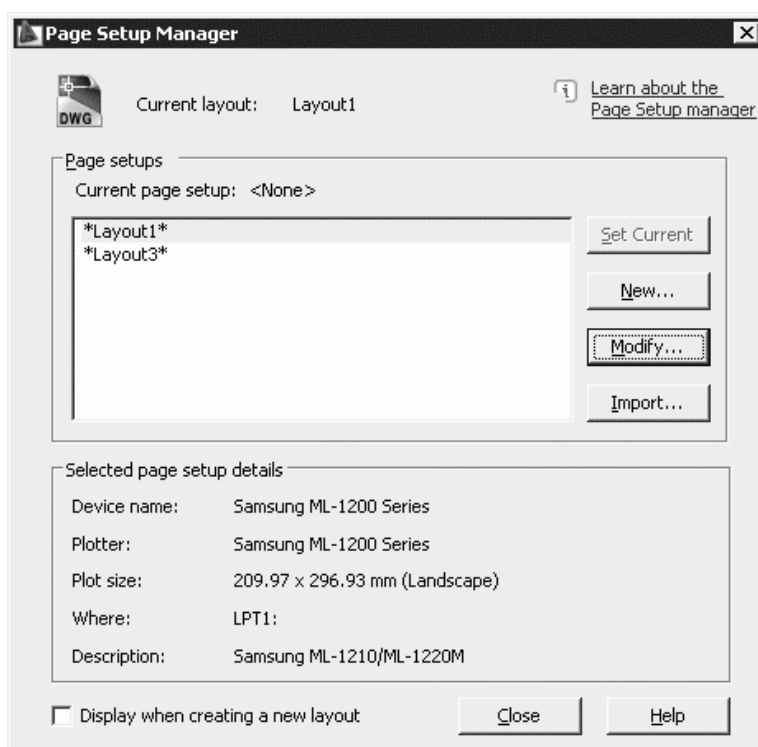 Page Setup Manager
DWG
Current layout: Layout1
Learn about the
Page Setup manager
Page setups
Current page setup: <None>
*Layout1*
*Layout3*
Set Current
New...
Modify...
Import...
Selected page setup details
Device name: Samsung ML-1200 Series
Plotter: Samsung ML-1200 Series
Plot size: 209.97 x 296.93 mm (Landscape)
Where: LPT1:
Description: Samsung ML-1210/ML-1220M
Display when creating a new layout
Close
Help